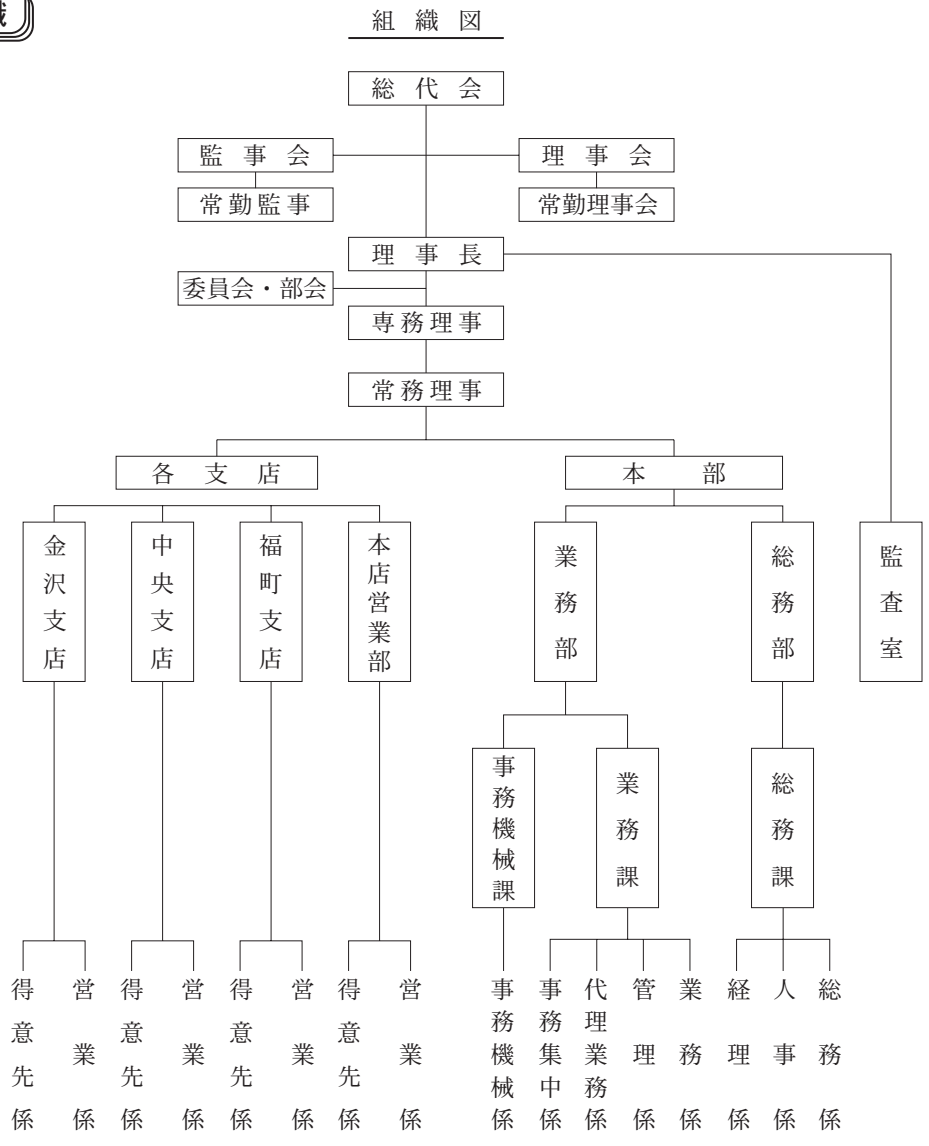 織
組織図
総代会
監事会
理事会
常勤監事
常勤理事会
理事長
委員会・部会
専務理事
常務理事
各支店
本部
金沢支店
中央支店
福町支店
本店営業部
業務部
総務部
監査室
事務機械課
業務課
総務課
得意先係
営業係
得意先係
営業係
得意先係
営業係
得意先係
営業係
事務機械係
事務集中係
代理業務係
管理係
業務係
経理係
人事係
総務係